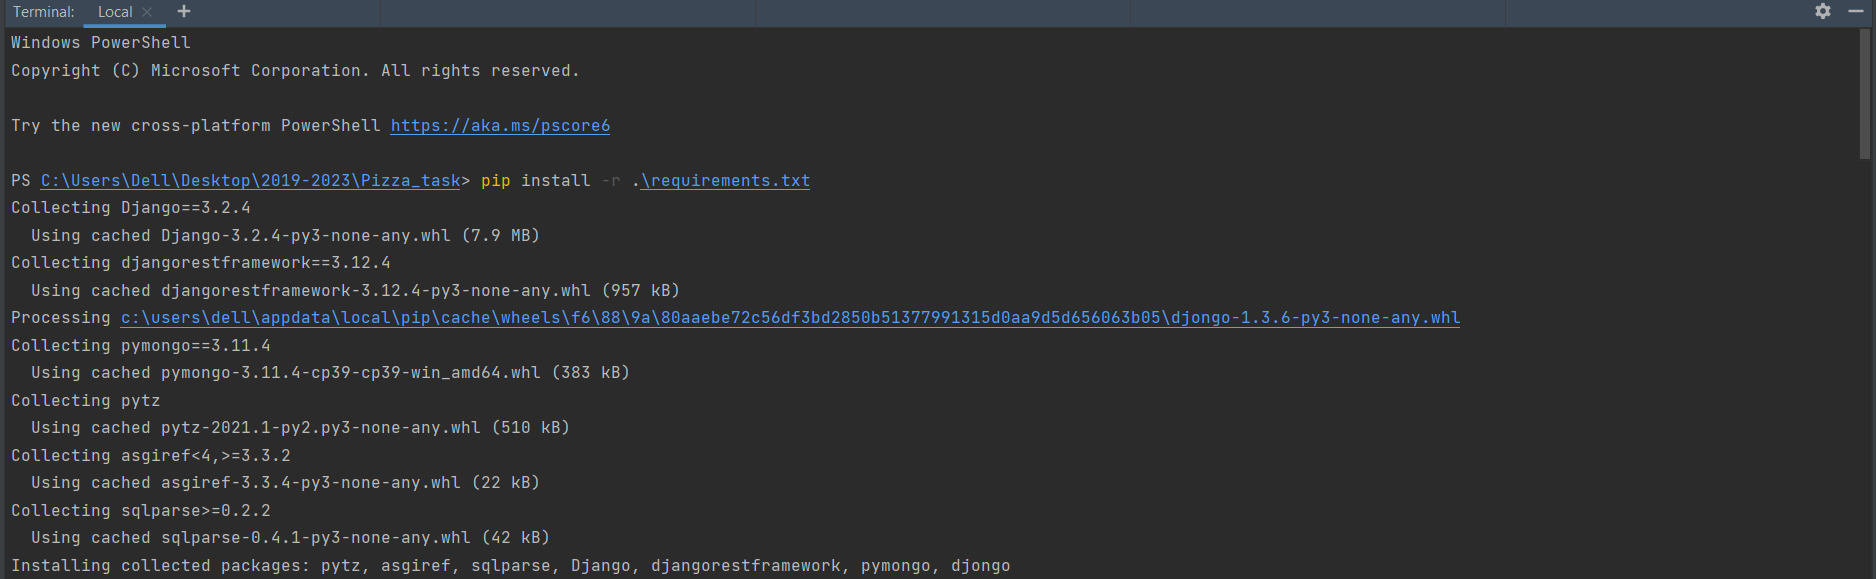 Terminal: Local × +
Windows PowerShell
Copyright (C) Microsoft Corporation. All rights reserved.
Try the new cross-platform PowerShell https://aka.ms/pscore6
PS C:\Users\Dell\Desktop\2019-2023\Pizza_task> pip install -r .\requirements.txt
Collecting Django==3.2.4
  Using cached Django-3.2.4-py3-none-any.whl (7.9 MB)
Collecting djangorestframework==3.12.4
  Using cached djangorestframework-3.12.4-py3-none-any.whl (957 kB)
Processing c:\users\dell\appdata\local\pip\cache\wheels\f6\88\9a\80aaebe72c56df3bd2850b51377991315d0aa9d5d656063b05\djongo-1.3.6-py3-none-any.whl
Collecting pymongo==3.11.4
  Using cached pymongo-3.11.4-cp39-cp39-win_amd64.whl (383 kB)
Collecting pytz
  Using cached pytz-2021.1-py2.py3-none-any.whl (510 kB)
Collecting asgiref<4,>=3.3.2
  Using cached asgiref-3.3.4-py3-none-any.whl (22 kB)
Collecting sqlparse>=0.2.2
  Using cached sqlparse-0.4.1-py3-none-any.whl (42 kB)
Installing collected packages: pytz, asgiref, sqlparse, Django, djangorestframework, pymongo, djongo